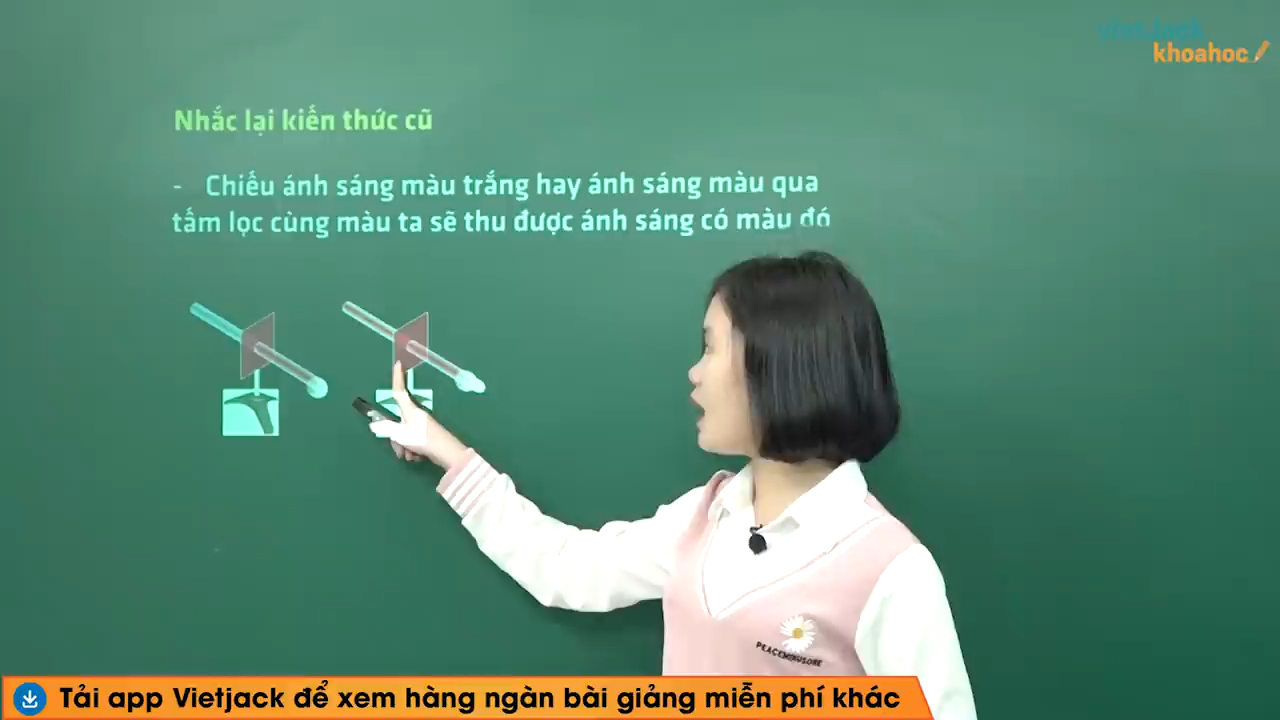 vietJack
khoahoc
Nhắc lại kiến thức cũ
- Chiếu ánh sáng màu trắng hay ánh sáng màu qua
tấm lọc cùng màu ta sẽ thu được ánh sáng có màu đó
PEACEMINUSONE
Tải app Vietjack để xem hàng ngàn bài giảng miễn phí khác